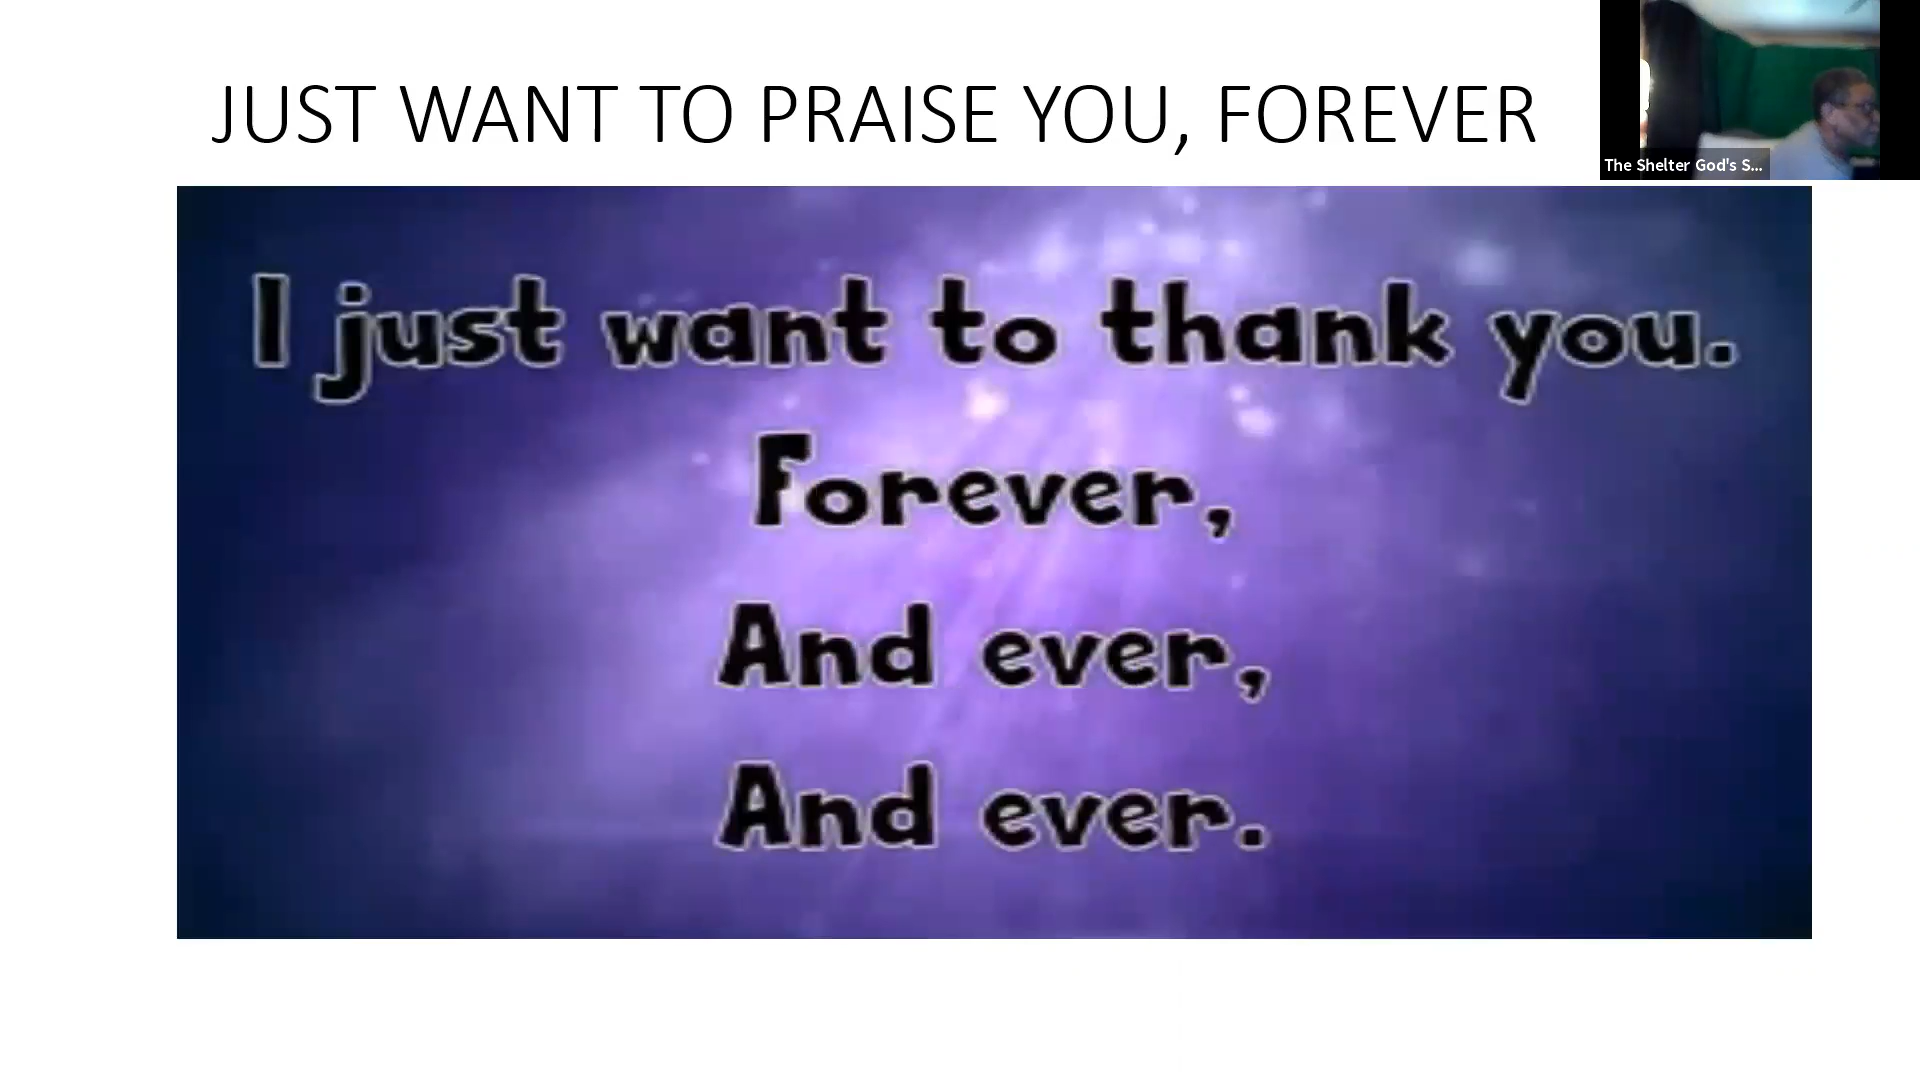 JUST WANT TO PRAISE YOU, FOREVER
The Shelter God's S...
I just want to thank you.
Forever,
And ever,
And ever.